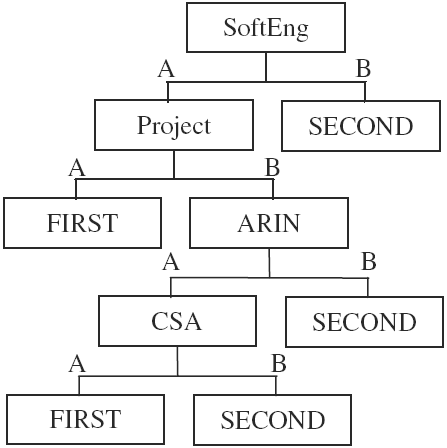 SoftEng
A B
Project SECOND
A B
FIRST ARIN
A B
CSA SECOND
A B
FIRST SECOND